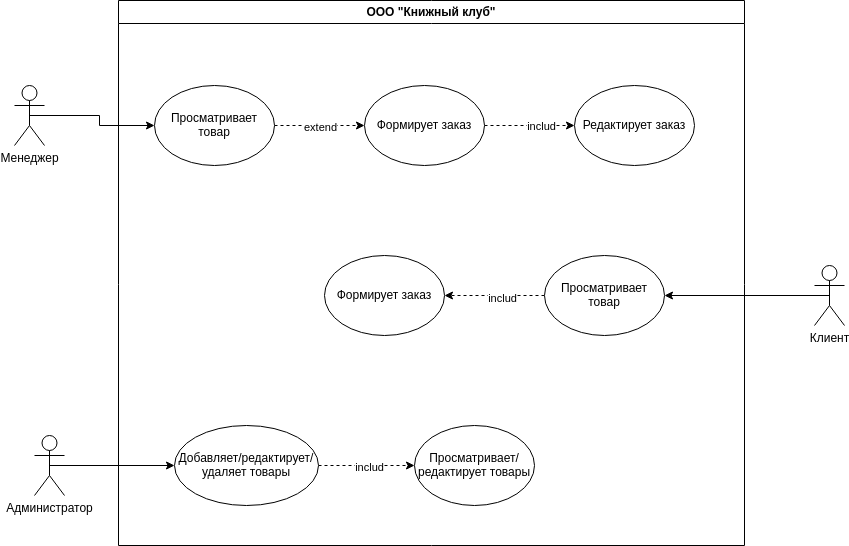 ООО "Книжный клуб"
Просматривает
товар
extend
Формирует заказ
includ
Редактирует заказ
Менеджер
Формирует заказ
includ
Просматривает
товар
Клиент
Добавляет/редактирует/
удаляет товары
includ
Просматривает/
редактирует товары
Администратор